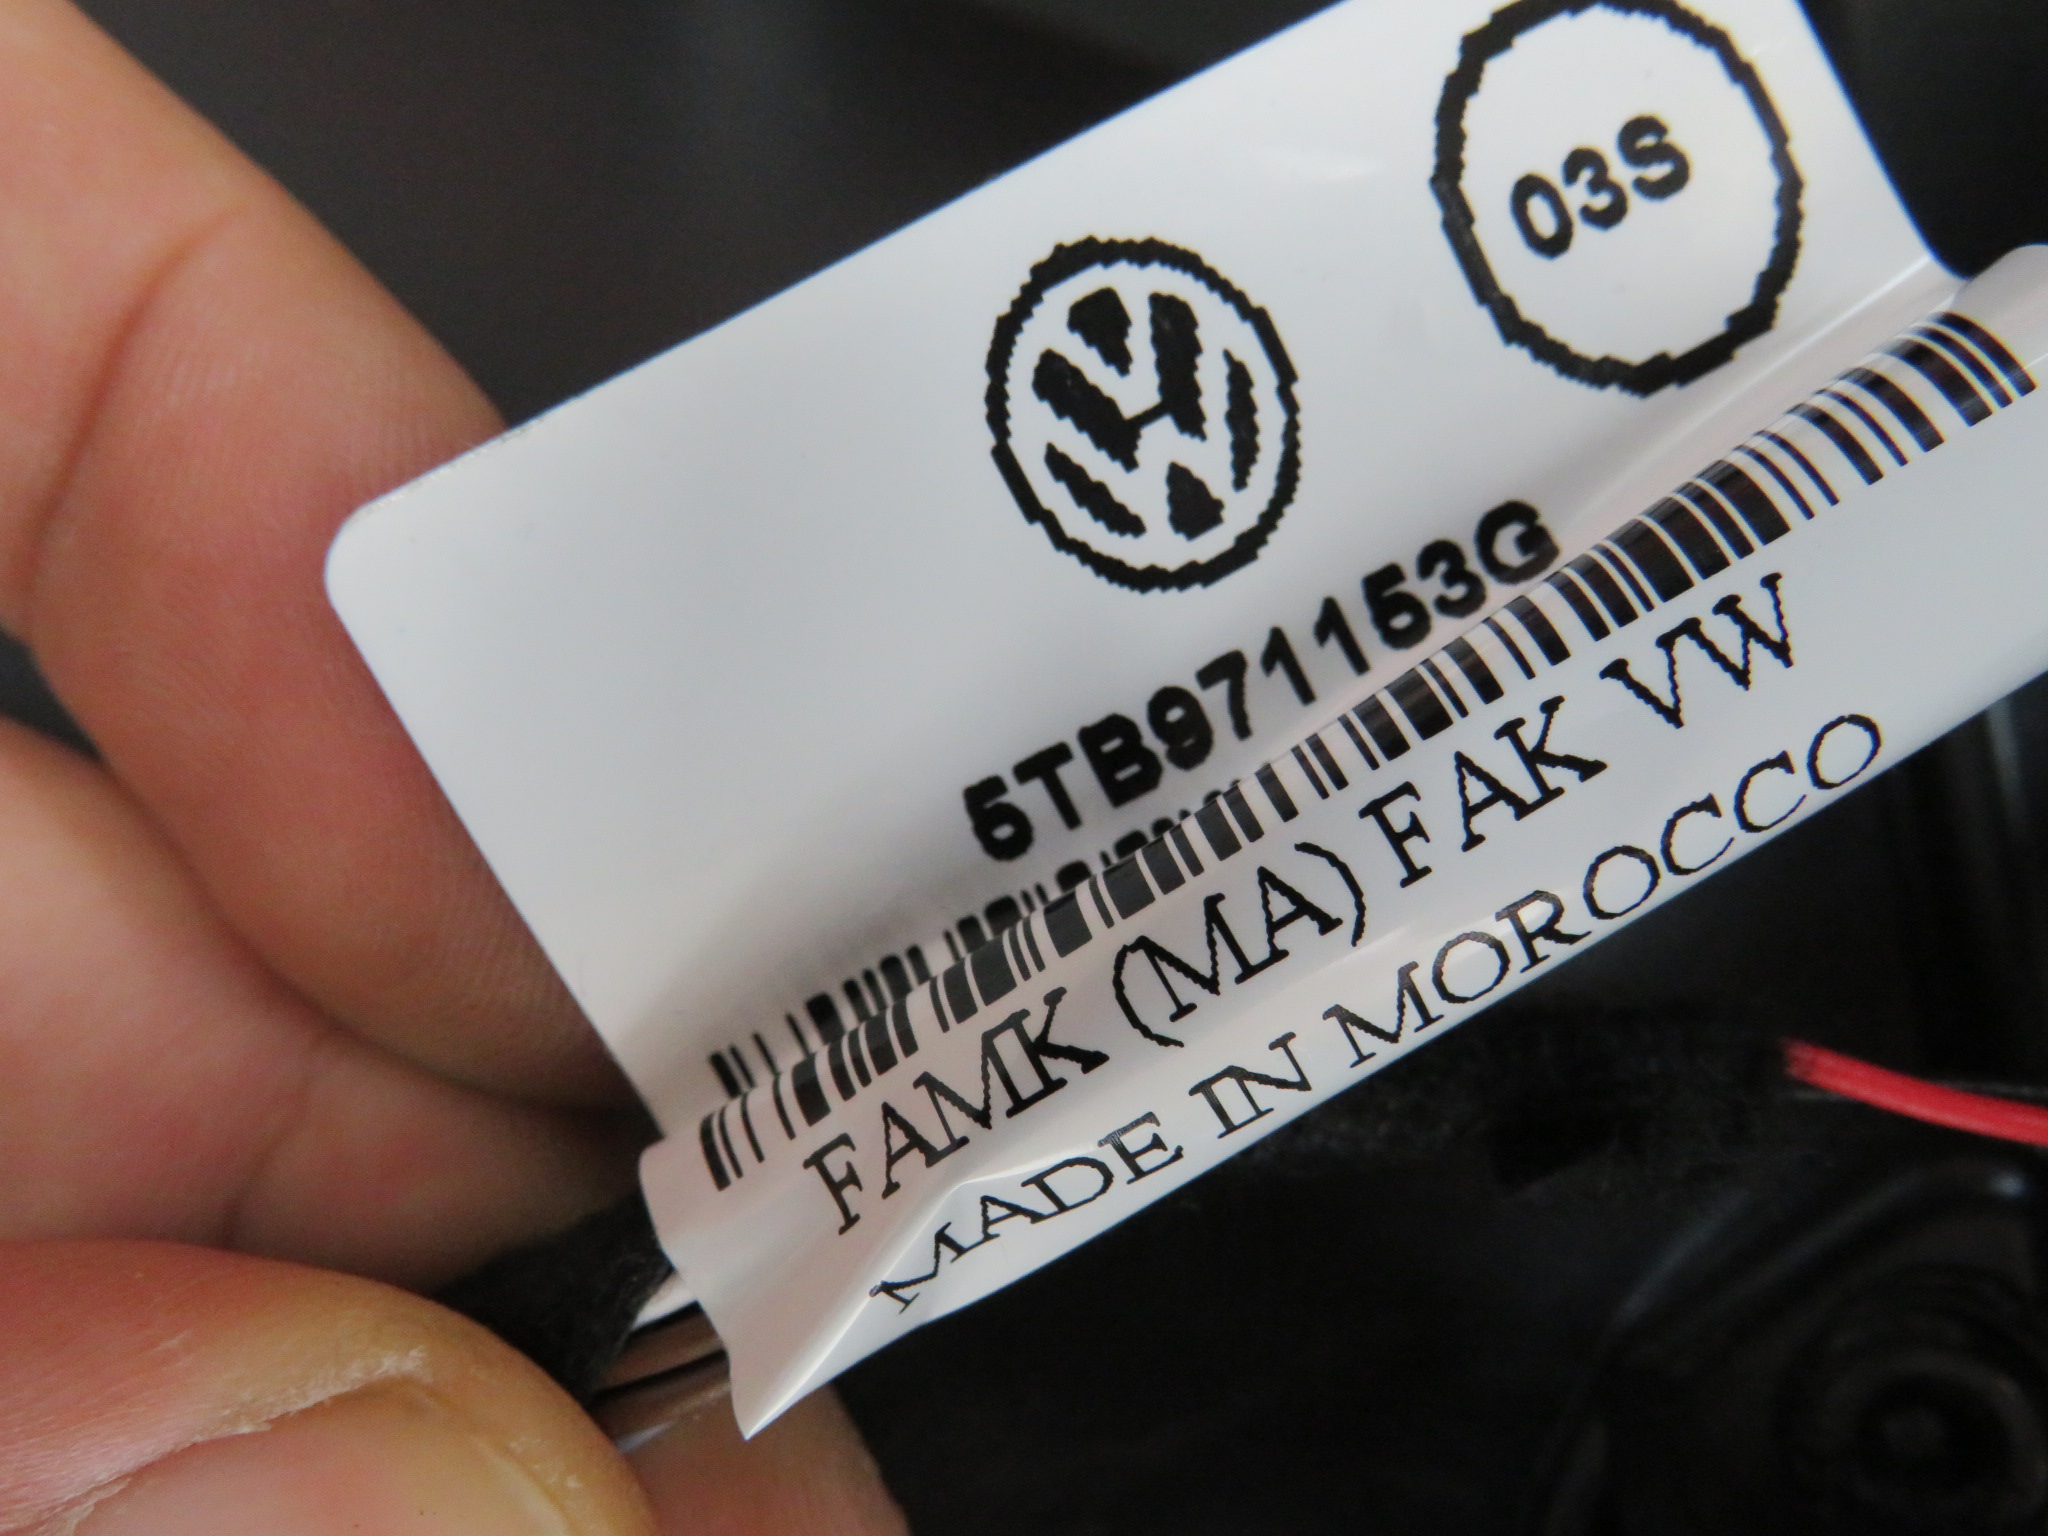 03S
5TB971153G
FAMK (MA) FAK VW
MADE IN MOROCCO